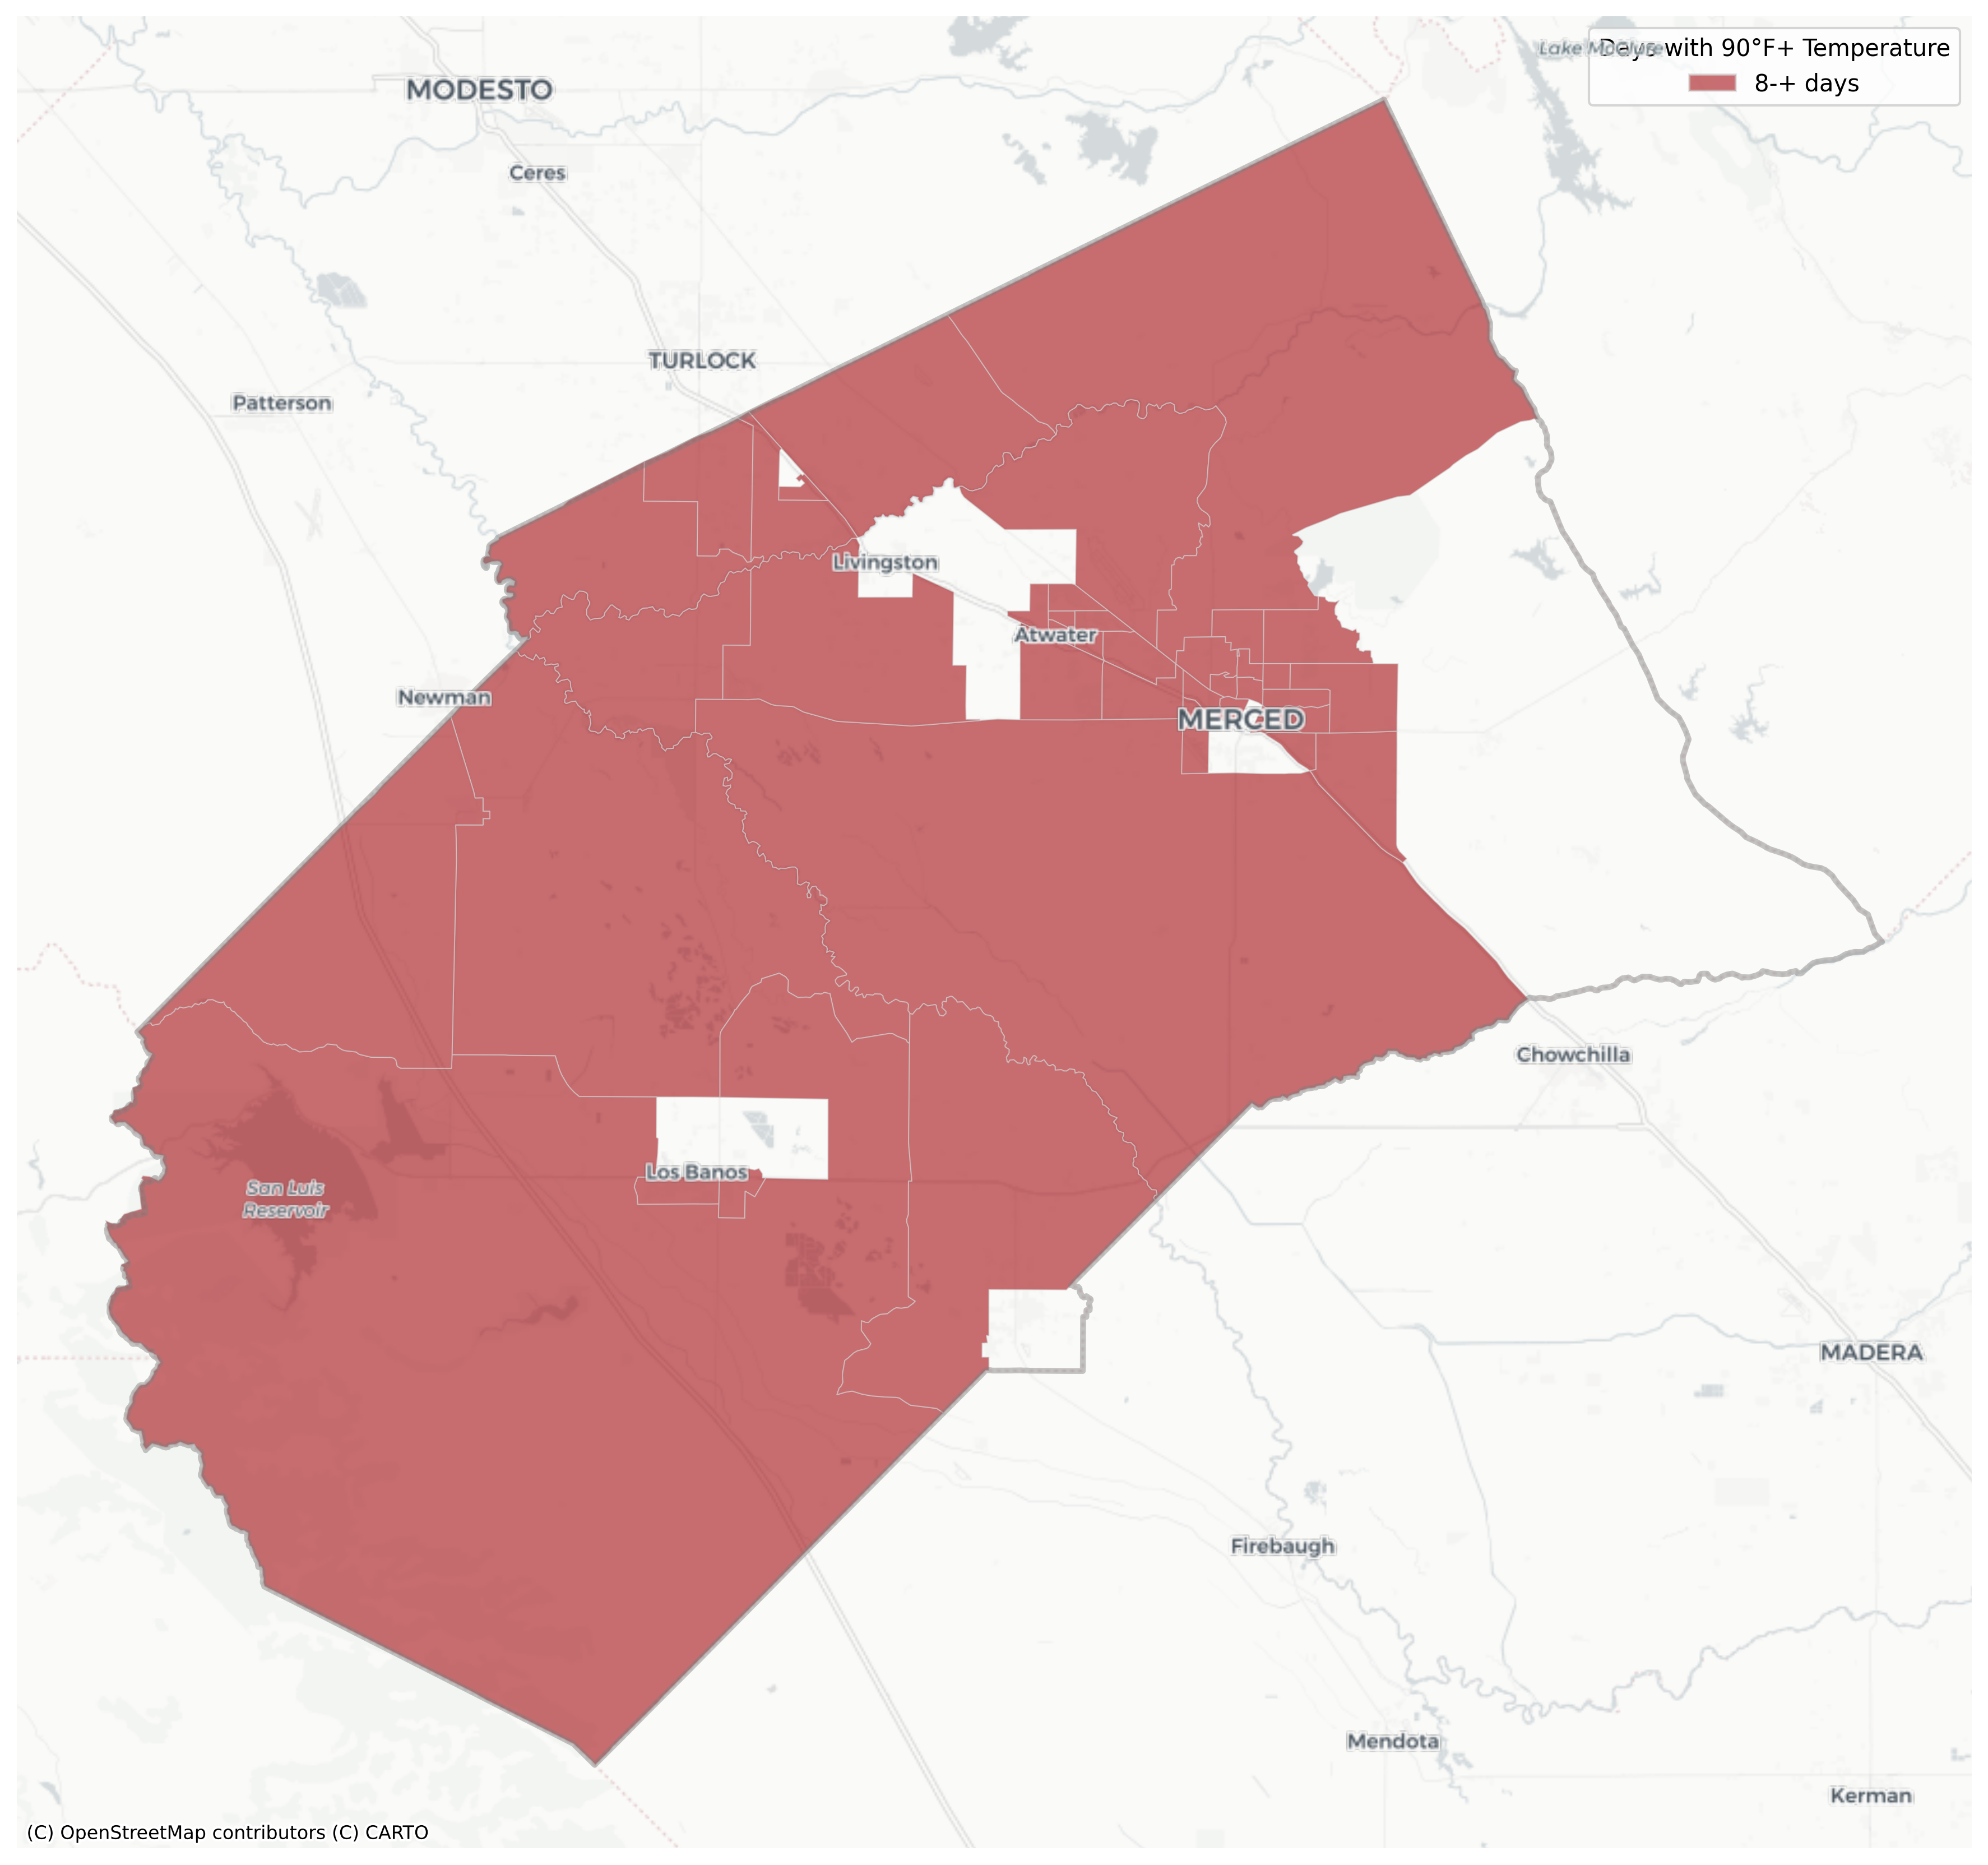 Lake McClure
Days with 90°F+ Temperature
8-+ days
MODESTO
Ceres
TURLOCK
Patterson
Livingston
Atwater
Newman
MERCED
Chowchilla
Los Banos
San Luis
Reservoir
MADERA
Firebaugh
Mendota
Kerman
(C) OpenStreetMap contributors (C) CARTO